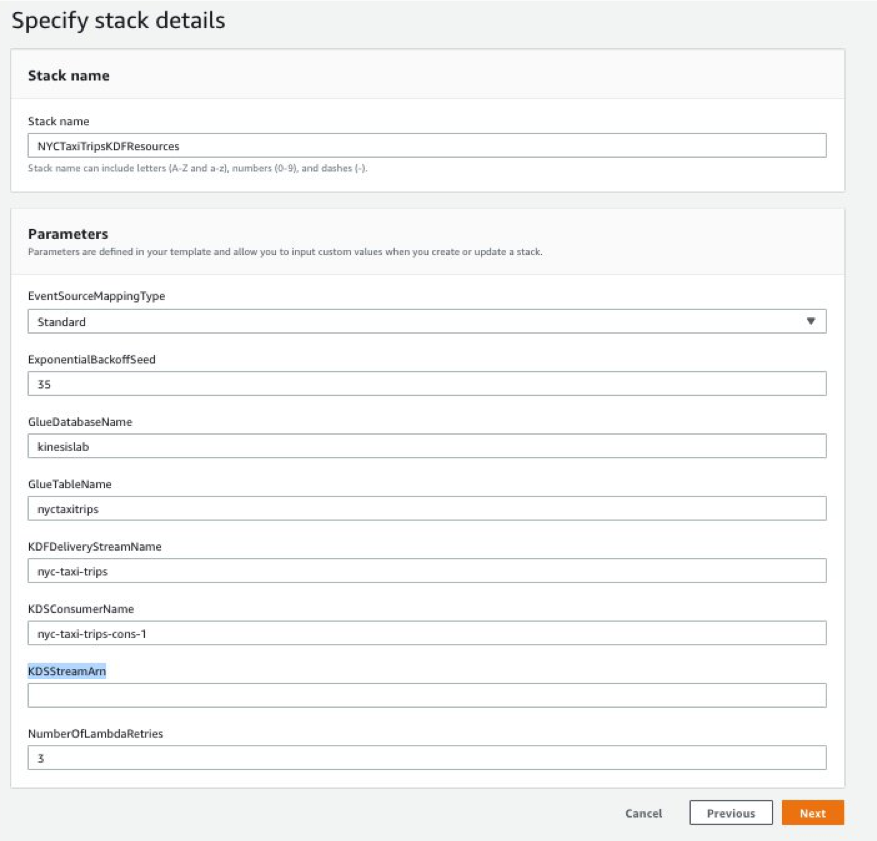 Specify stack details
Stack name
Stack name
NYCTaxiTripsKDFResources
Stack name can include letters (A-Z and a-z), numbers (0-9), and dashes (-).
Parameters
Parameters are defined in your template and allow you to input custom values when you create or update a stack.
EventSourceMappingType
Standard
ExponentialBackoffSeed
35
GlueDatabaseName
kinesislab
GlueTableName
nyctaxitrips
KDFDeliveryStreamName
nyc-taxi-trips
KDSConsumerName
nyc-taxi-trips-cons-1
KDSStreamArn
NumberOfLambdaRetries
3
Cancel Previous Next